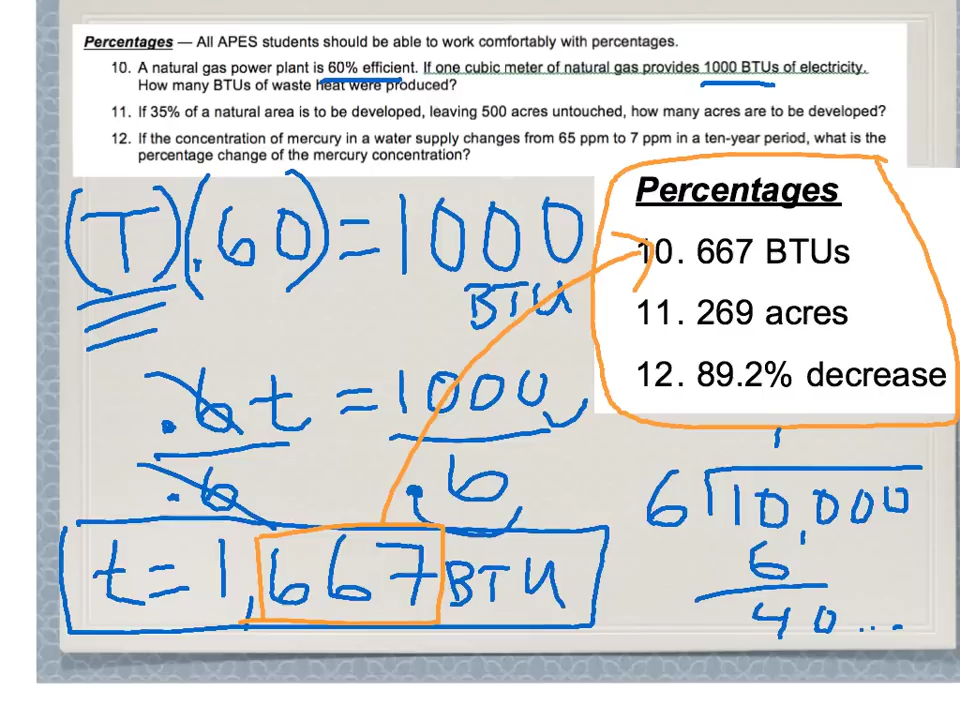 Percentages — All APES students should be able to work comfortably with percentages.
10. A natural gas power plant is 60% efficient. If one cubic meter of natural gas provides 1000 BTUs of electricity.
How many BTUs of waste heat were produced?
11. If 35% of a natural area is to be developed, leaving 500 acres untouched, how many acres are to be developed?
12. If the concentration of mercury in a water supply changes from 65 ppm to 7 ppm in a ten-year period, what is the
percentage change of the mercury concentration?
(T)(.60)=1000
BTU
Percentages
10. 667 BTUs
11. 269 acres
12. 89.2% decrease
.6t=1000
.6 .6
t=1,667 BTU
1
6 10,000
6
40...